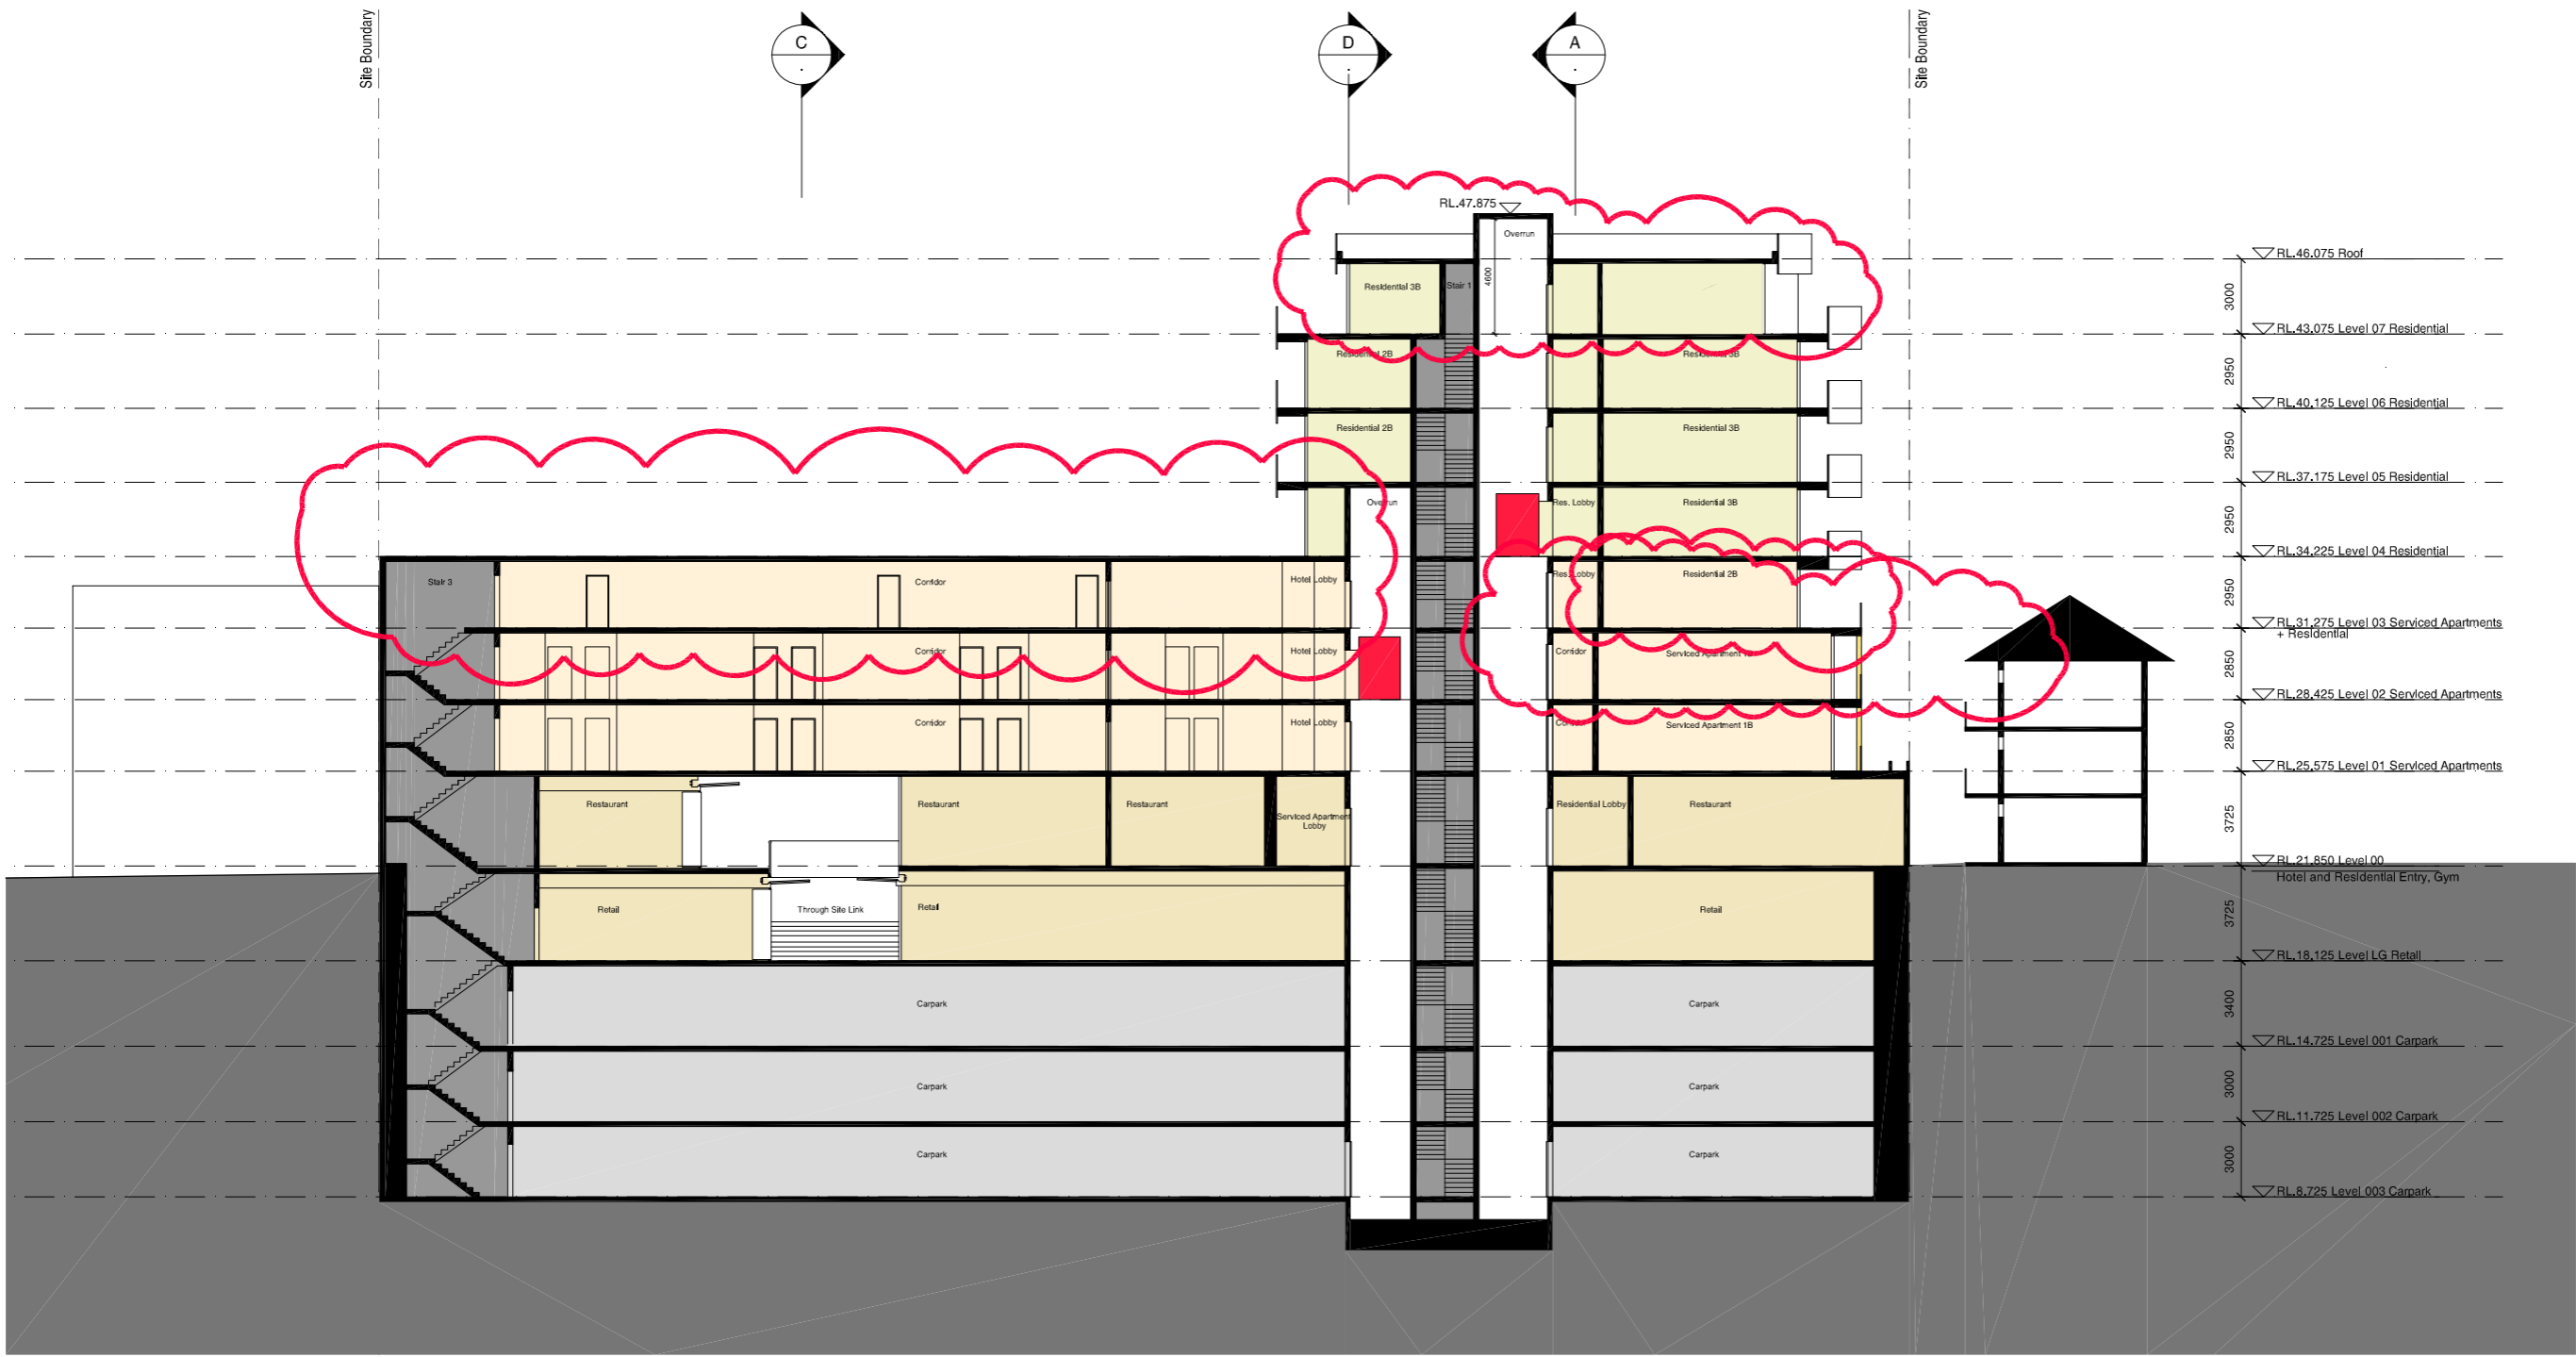 Site Boundary
C
D
A
Site Boundary
RL.47.875
Overrun
4600
RL.46.075 Roof
Residential 3B
Stair 1
3000
RL.43.075 Level 07 Residential
Residential 2B
Residential 3B
2950
RL.40.125 Level 06 Residential
Residential 2B
Residential 3B
2950
RL.37.175 Level 05 Residential
Overrun
Res. Lobby
Residential 3B
2950
RL.34.225 Level 04 Residential
Stair 3
Corridor
Hotel Lobby
Res. Lobby
Residential 2B
2950
RL.31.275 Level 03 Serviced Apartments
+ Residential
Corridor
Hotel Lobby
Corridor
Serviced Apartment 1B
2850
RL.28.425 Level 02 Serviced Apartments
Corridor
Hotel Lobby
Corridor
Serviced Apartment 1B
2850
RL.25.575 Level 01 Serviced Apartments
Restaurant
Restaurant
Restaurant
Serviced Apartment
Lobby
Residential Lobby
Restaurant
3725
RL.21.850 Level 00
Hotel and Residential Entry, Gym
Retail
Through Site Link
Retail
Retail
3725
RL.18.125 Level LG Retail
Carpark
Carpark
3400
RL.14.725 Level 001 Carpark
Carpark
Carpark
3000
RL.11.725 Level 002 Carpark
Carpark
Carpark
3000
RL.8.725 Level 003 Carpark